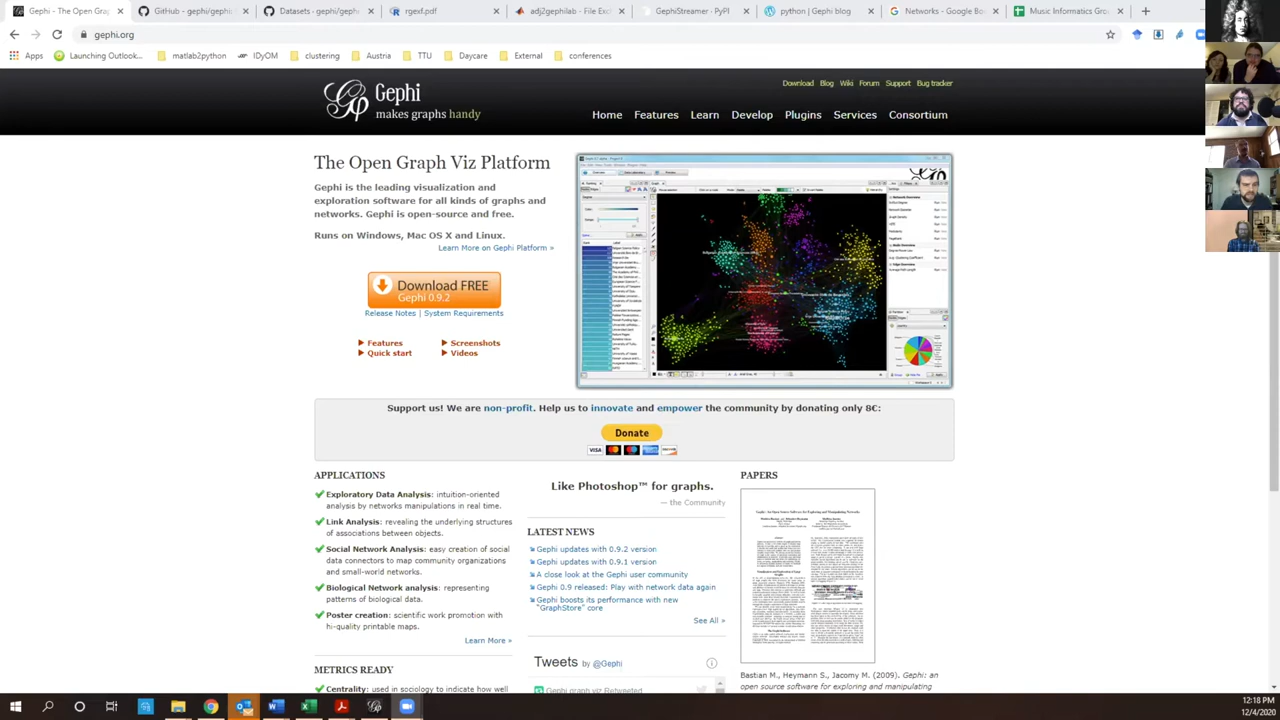 Gephi - The Open Gra
GitHub - gephi/gephi
Datasets - gephi/geph
rgexf.pdf
adj2gephilab - File Exc
GephiStreamer · PyPI
python | Gephi blog
Networks - Google Bo
Music Informatics Gro
gephi.org
Apps
Launching Outlook...
matlab2python
IDyOM
clustering
Austria
TTU
Daycare
External
conferences
Gephi
makes graphs handy
Download
Blog
Wiki
Forum
Support
Bug tracker
Home
Features
Learn
Develop
Plugins
Services
Consortium
The Open Graph Viz Platform
Gephi is the leading visualization and
exploration software for all kinds of graphs and
networks. Gephi is open-source and free.
Runs on Windows, Mac OS X and Linux.
Learn More on Gephi Platform »
Download FREE
Gephi 0.9.2
Release Notes | System Requirements
Features
Screenshots
Quick start
Videos
Support us! We are non-profit. Help us to innovate and empower the community by donating only 8€:
Donate
VISA
APPLICATIONS
Exploratory Data Analysis: intuition-oriented
analysis by networks manipulations in real time.
Link Analysis: revealing the underlying structures
of associations between objects.
Social Network Analysis: easy creation of social
data connectors to map community organizations
and small-world networks.
Biological Network analysis: representing
patterns of biological data.
Poster creation: scientific work promotion with
hi-quality printable maps.
Learn More »
METRICS READY
Centrality: used in sociology to indicate how well
Like Photoshop™ for graphs.
— the Community
LATEST NEWS
Gephi updates with 0.9.2 version
Gephi updates with 0.9.1 version
A close look at the Gephi user community
Gephi 0.9 released: Play with network data again
Gephi boosts its performance with new
"GraphStore" core
See All »
Tweets by @Gephi
Gephi graph viz Retweeted
PAPERS
Bastian M., Heymann S., Jacomy M. (2009). Gephi: an
open source software for exploring and manipulating
12:18 PM
12/4/2020